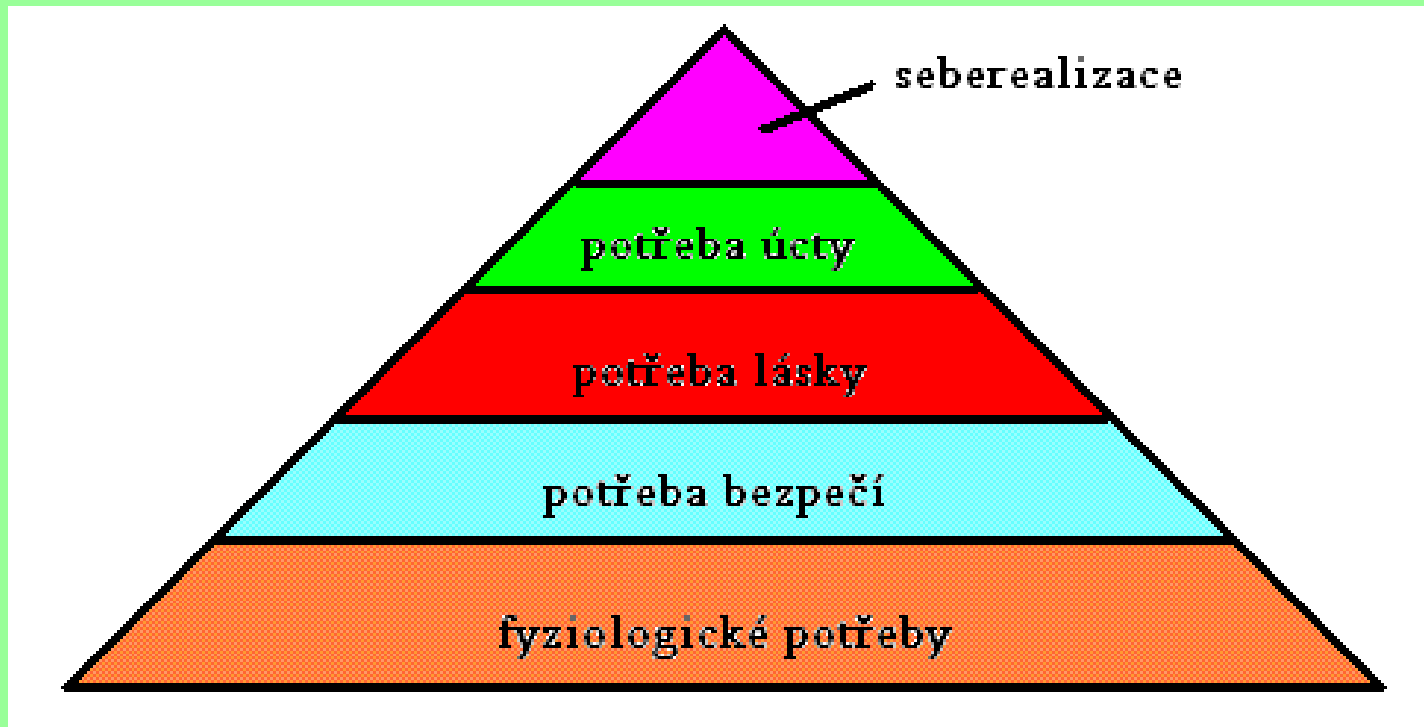 seberealizace
potřeba úcty
potřeba lásky
potřeba bezpečí
fyziologické potřeby